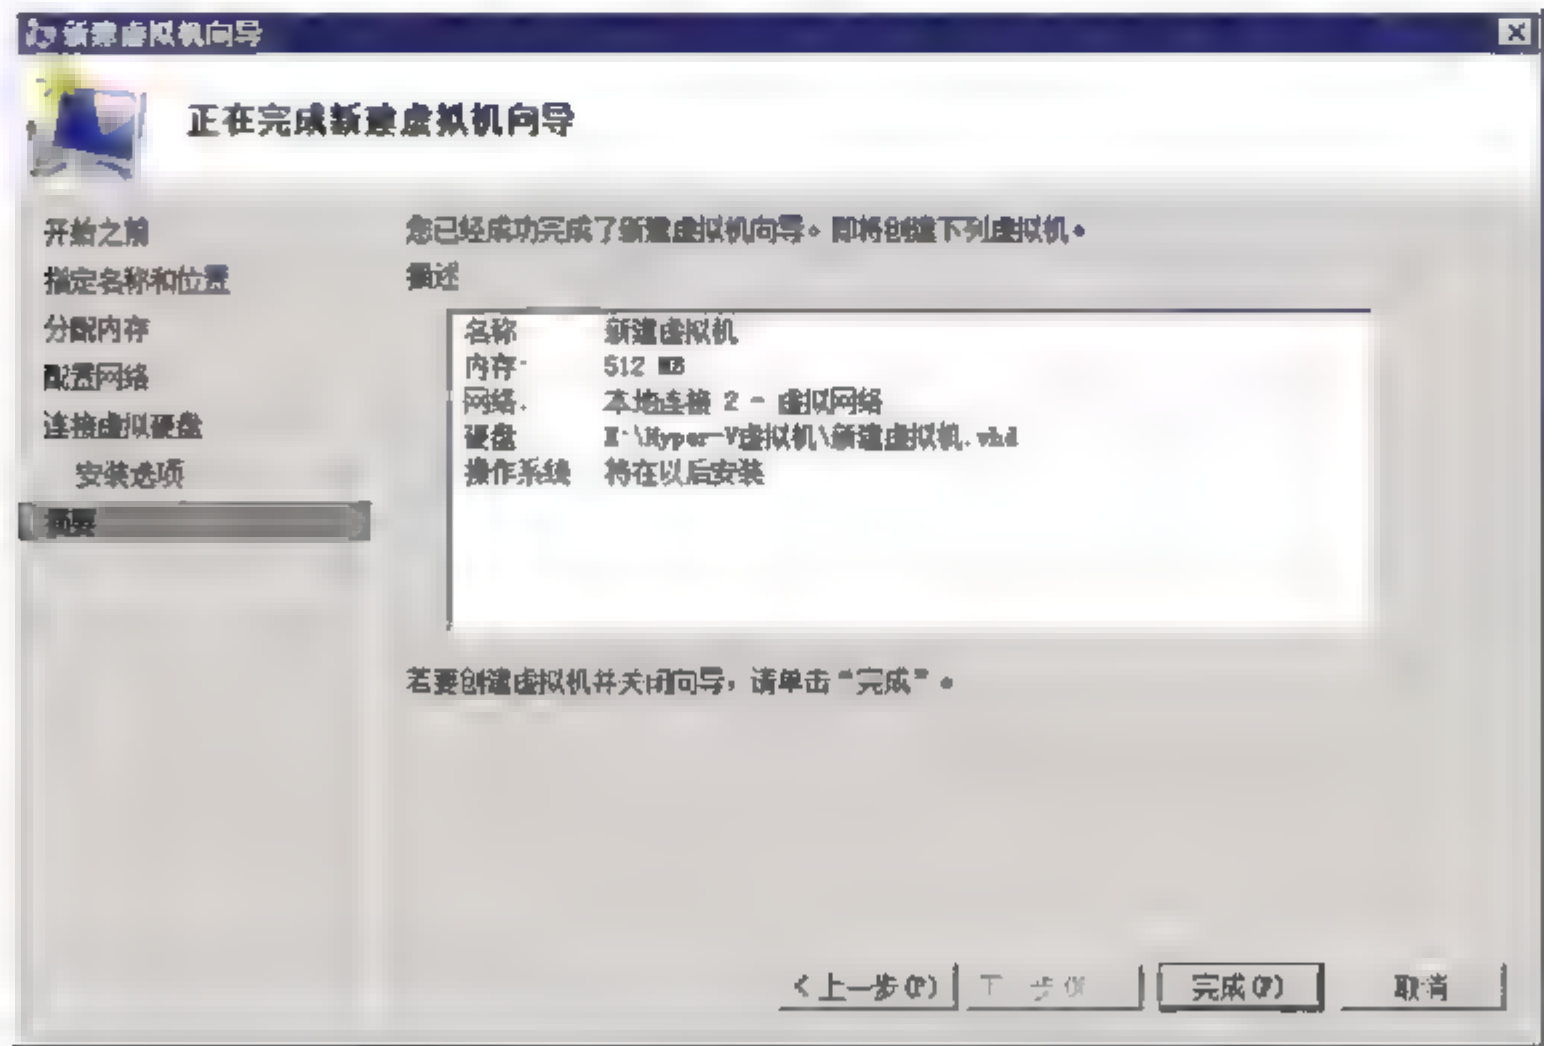 新建虚拟机向导
正在完成新建虚拟机向导
开始之前
指定名称和位置
分配内存
配置网络
连接虚拟硬盘
安装选项
摘要
您已经成功完成了新建虚拟机向导。即将创建下列虚拟机。
描述
名称 新建虚拟机
内存: 512 MB
网络: 本地连接 2 - 虚拟网络
硬盘 :\Hyper-V虚拟机\新建虚拟机.vhd
操作系统 将在以后安装
若要创建虚拟机并关闭向导，请单击“完成”。
< 上一步(P)
下一步(N)
完成(F)
取消